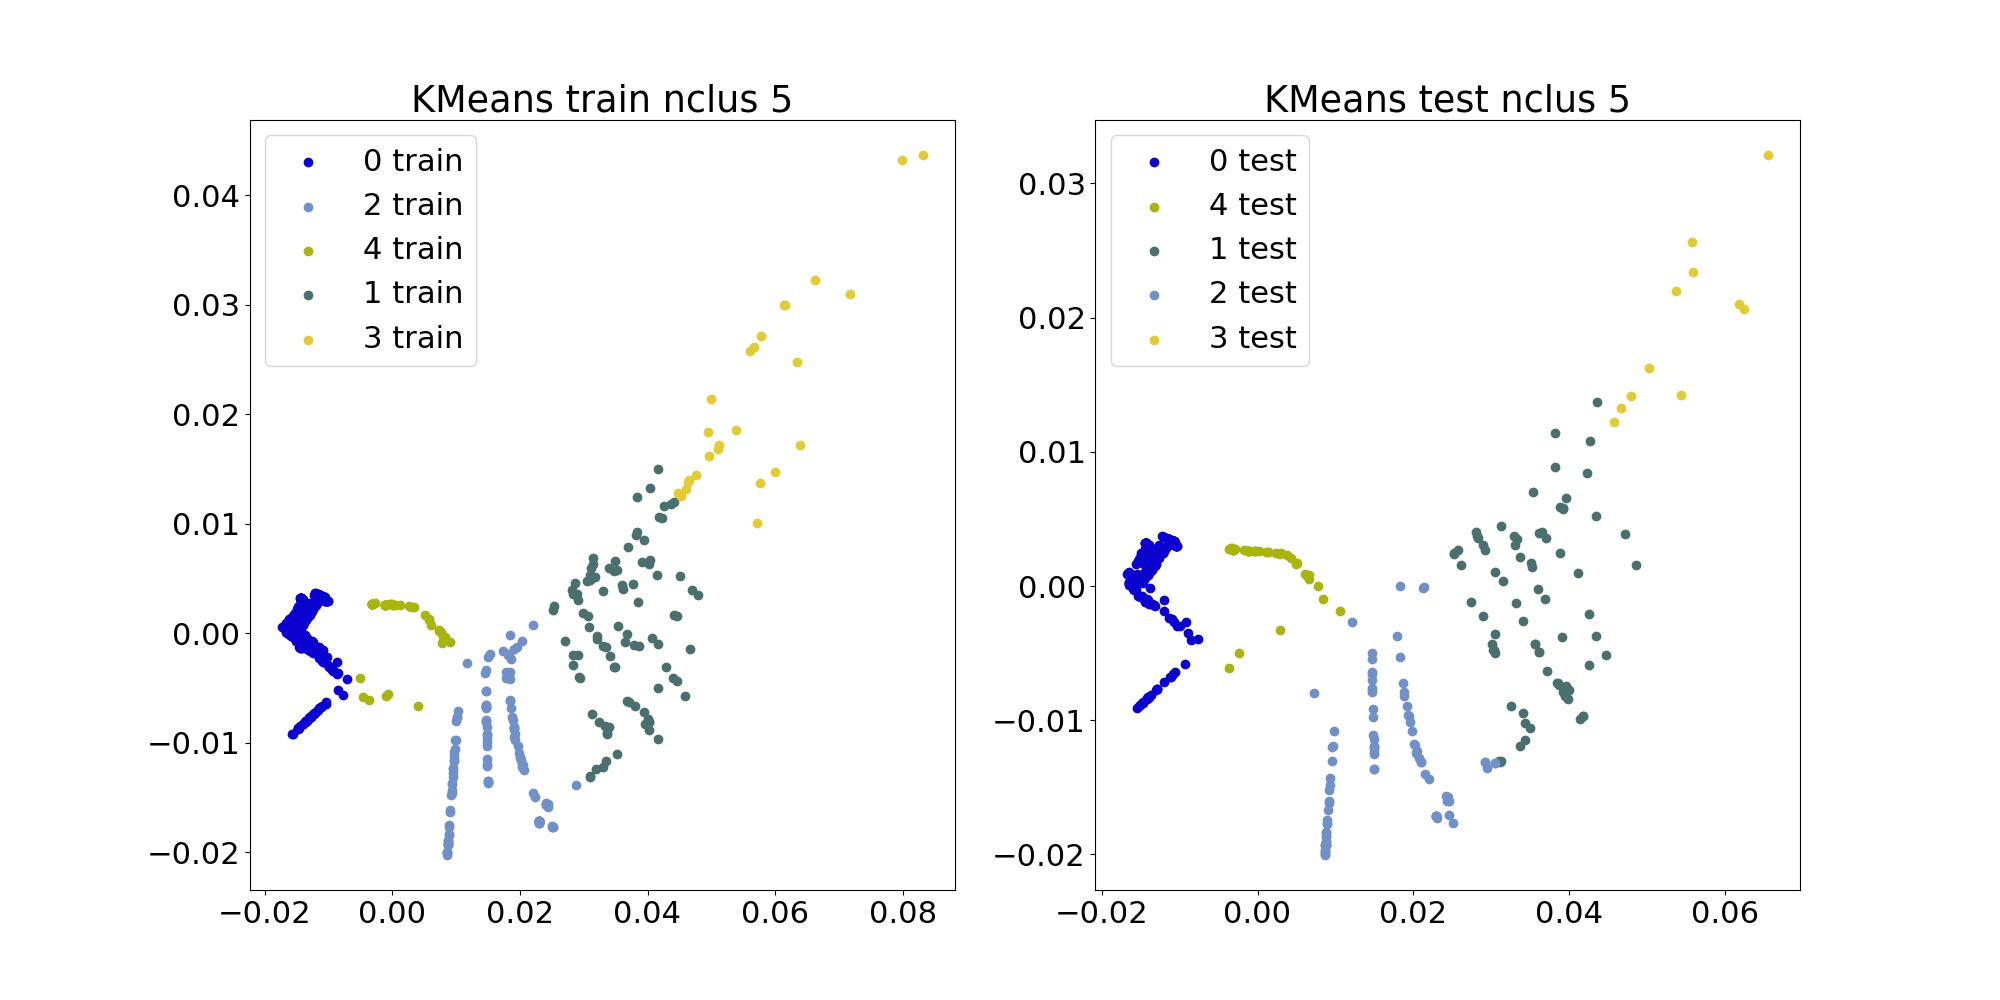 KMeans train nclus 5
0 train
2 train
4 train
1 train
3 train
0.04
0.03
0.02
0.01
0.00
−0.01
−0.02
−0.02 0.00 0.02 0.04 0.06 0.08
KMeans test nclus 5
0 test
4 test
1 test
2 test
3 test
0.03
0.02
0.01
0.00
−0.01
−0.02
−0.02 0.00 0.02 0.04 0.06